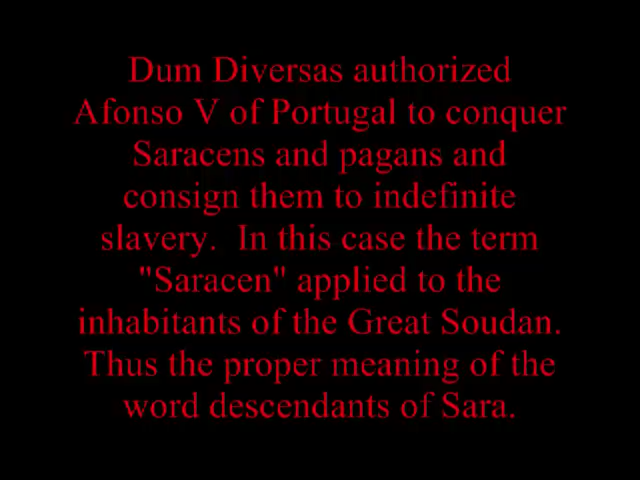 Dum Diversas authorized
Afonso V of Portugal to conquer
Saracens and pagans and
consign them to indefinite
slavery.  In this case the term
"Saracen" applied to the
inhabitants of the Great Soudan.
Thus the proper meaning of the
word descendants of Sara.